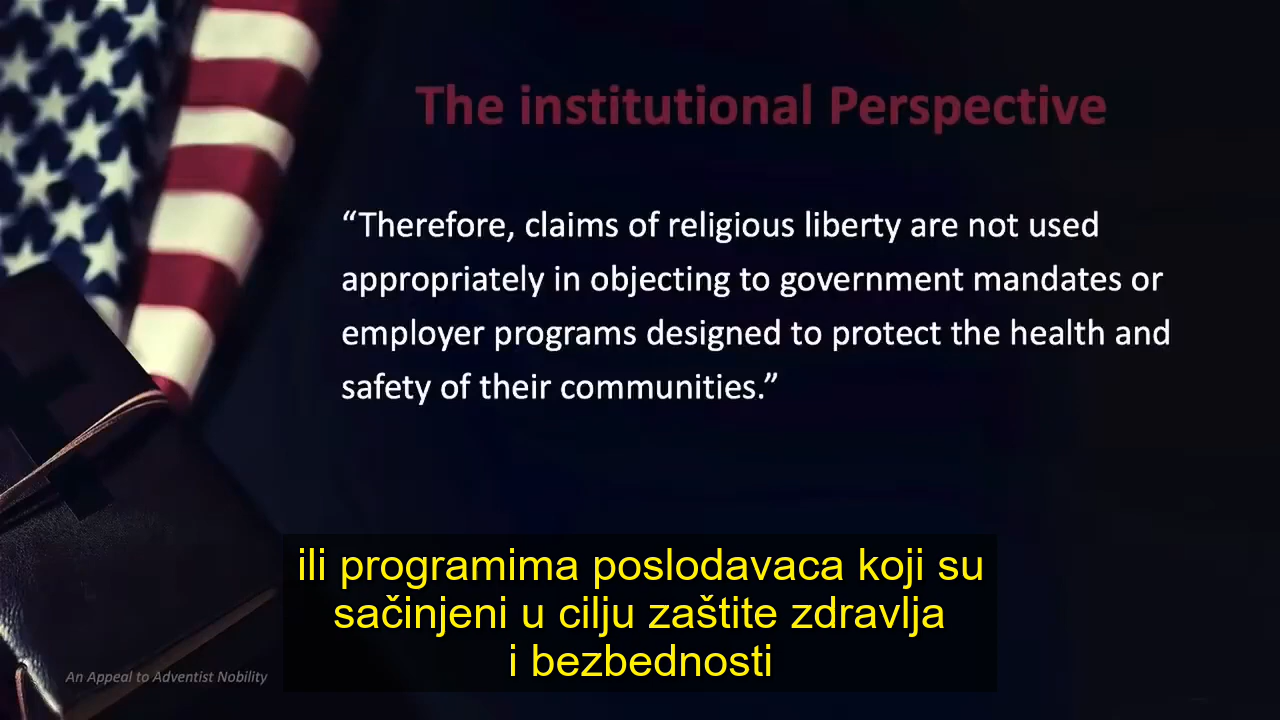 The institutional Perspective
“Therefore, claims of religious liberty are not used
appropriately in objecting to government mandates or
employer programs designed to protect the health and
safety of their communities.”
ili programima poslodavaca koji su
sačinjeni u cilju zaštite zdravlja
i bezbednosti
An Appeal to Adventist Nobility